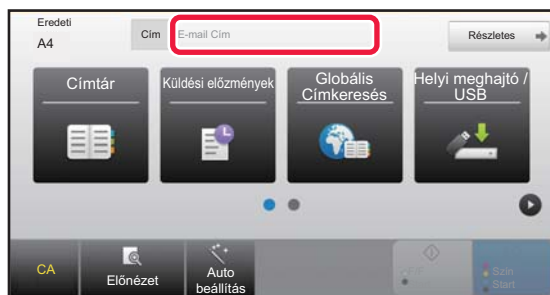 Eredeti
A4
Cím
E-mail Cím
Részletes
Címtár
Küldési előzmények
Globális
Címkeresés
Helyi meghajtó /
USB
CA
Előnézet
Auto
beállítás
Szín
Start